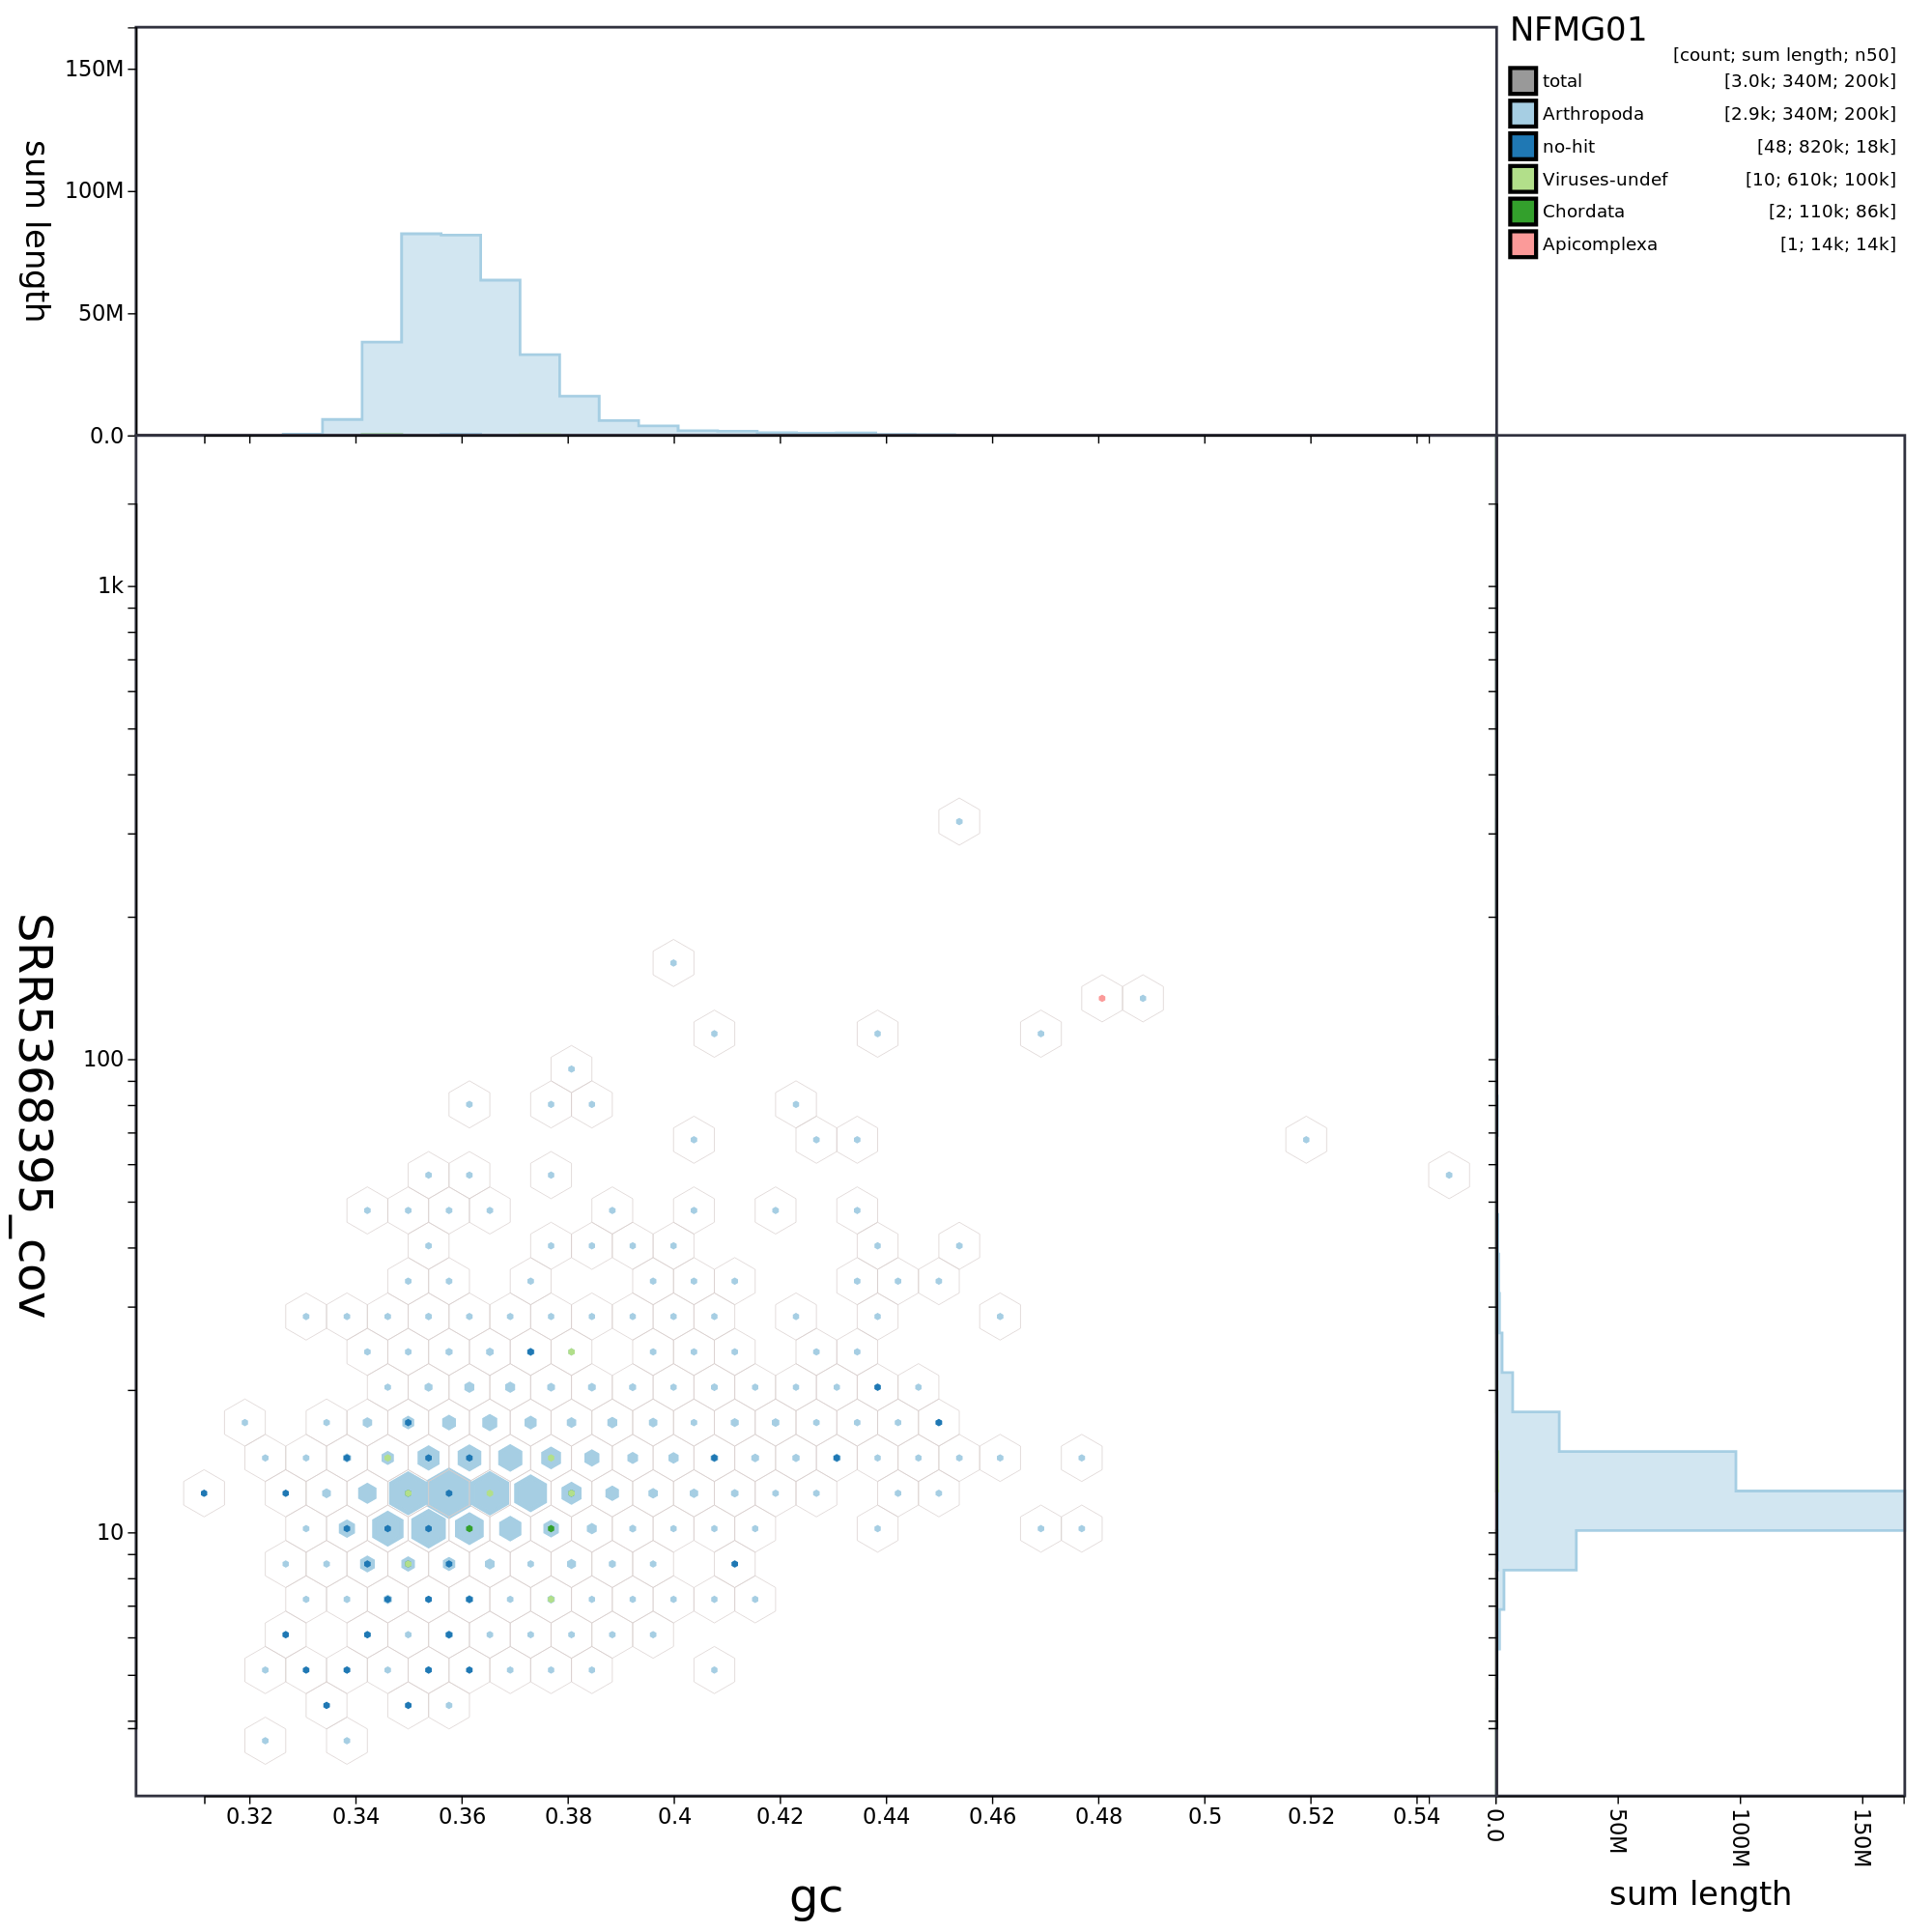 NFMG01
[count; sum length; n50]
total [3.0k; 340M; 200k]
Arthropoda [2.9k; 340M; 200k]
no-hit [48; 820k; 18k]
Viruses-undef [10; 610k; 100k]
Chordata [2; 110k; 86k]
Apicomplexa [1; 14k; 14k]
150M
100M
50M
0.0
sum length
1k
100
10
SRR5368395_cov
0.32 0.34 0.36 0.38 0.4 0.42 0.44 0.46 0.48 0.5 0.52 0.54
gc
0.0 50M 100M 150M
sum length